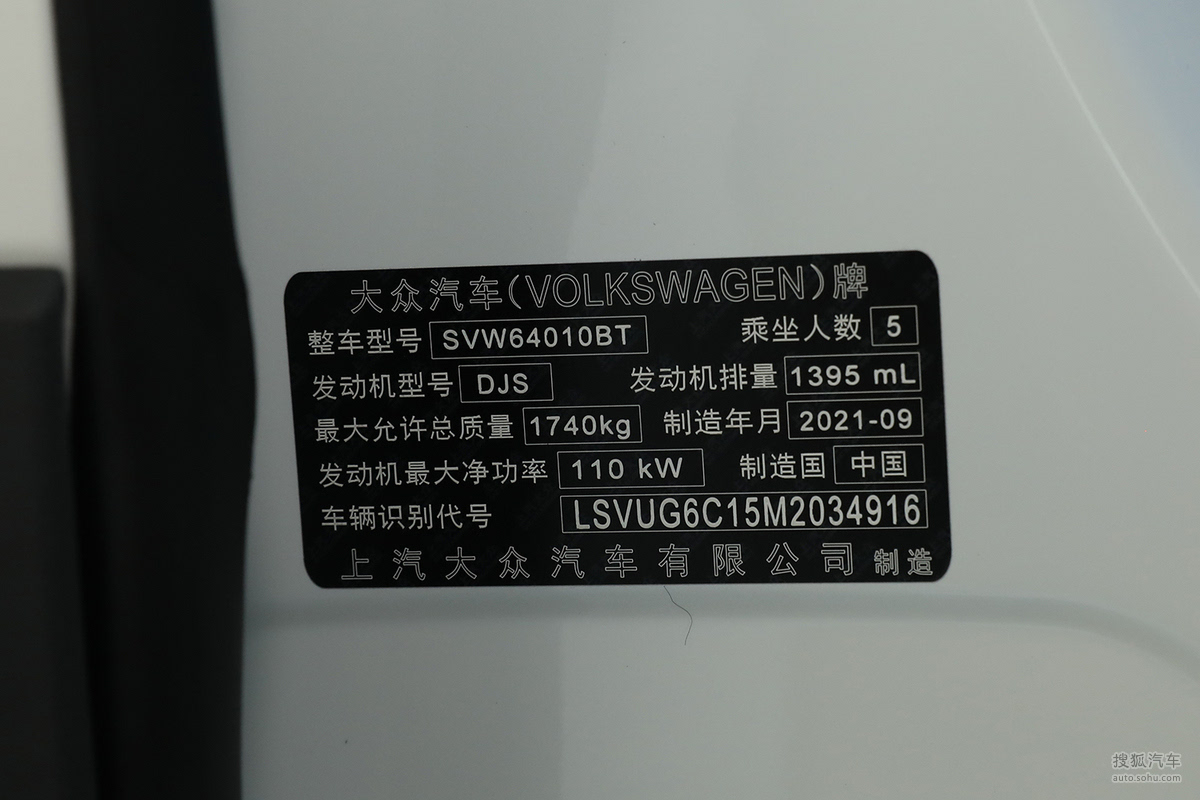 大众汽车(VOLKSWAGEN)牌
整车型号 SVW64010BT 乘坐人数 5
发动机型号 DJS 发动机排量 1395 mL
最大允许总质量 1740kg 制造年月 2021-09
发动机最大净功率 110 kW 制造国 中国
车辆识别代号 LSVUG6C15M2034916
上汽大众汽车有限公司 制造
搜狐汽车
auto.sohu.com